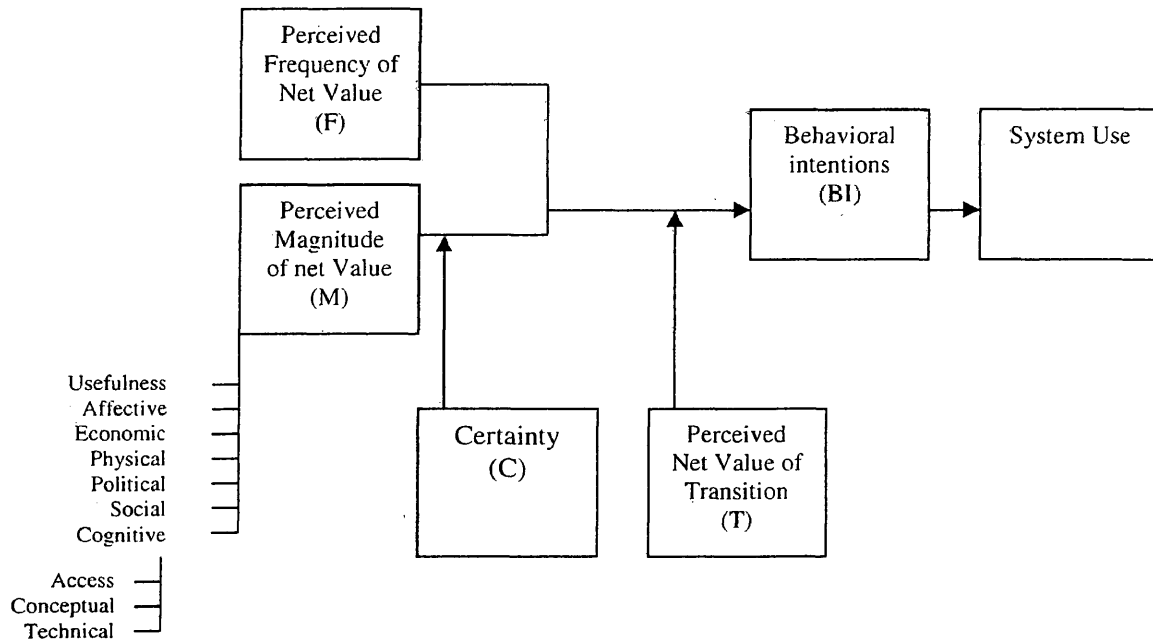 Perceived
Frequency of
Net Value
(F)
Perceived
Magnitude
of net Value
(M)
Behavioral
intentions
(BI)
System Use
Usefulness
Affective
Economic
Physical
Political
Social
Cognitive
Access
Conceptual
Technical
Certainty
(C)
Perceived
Net Value of
Transition
(T)